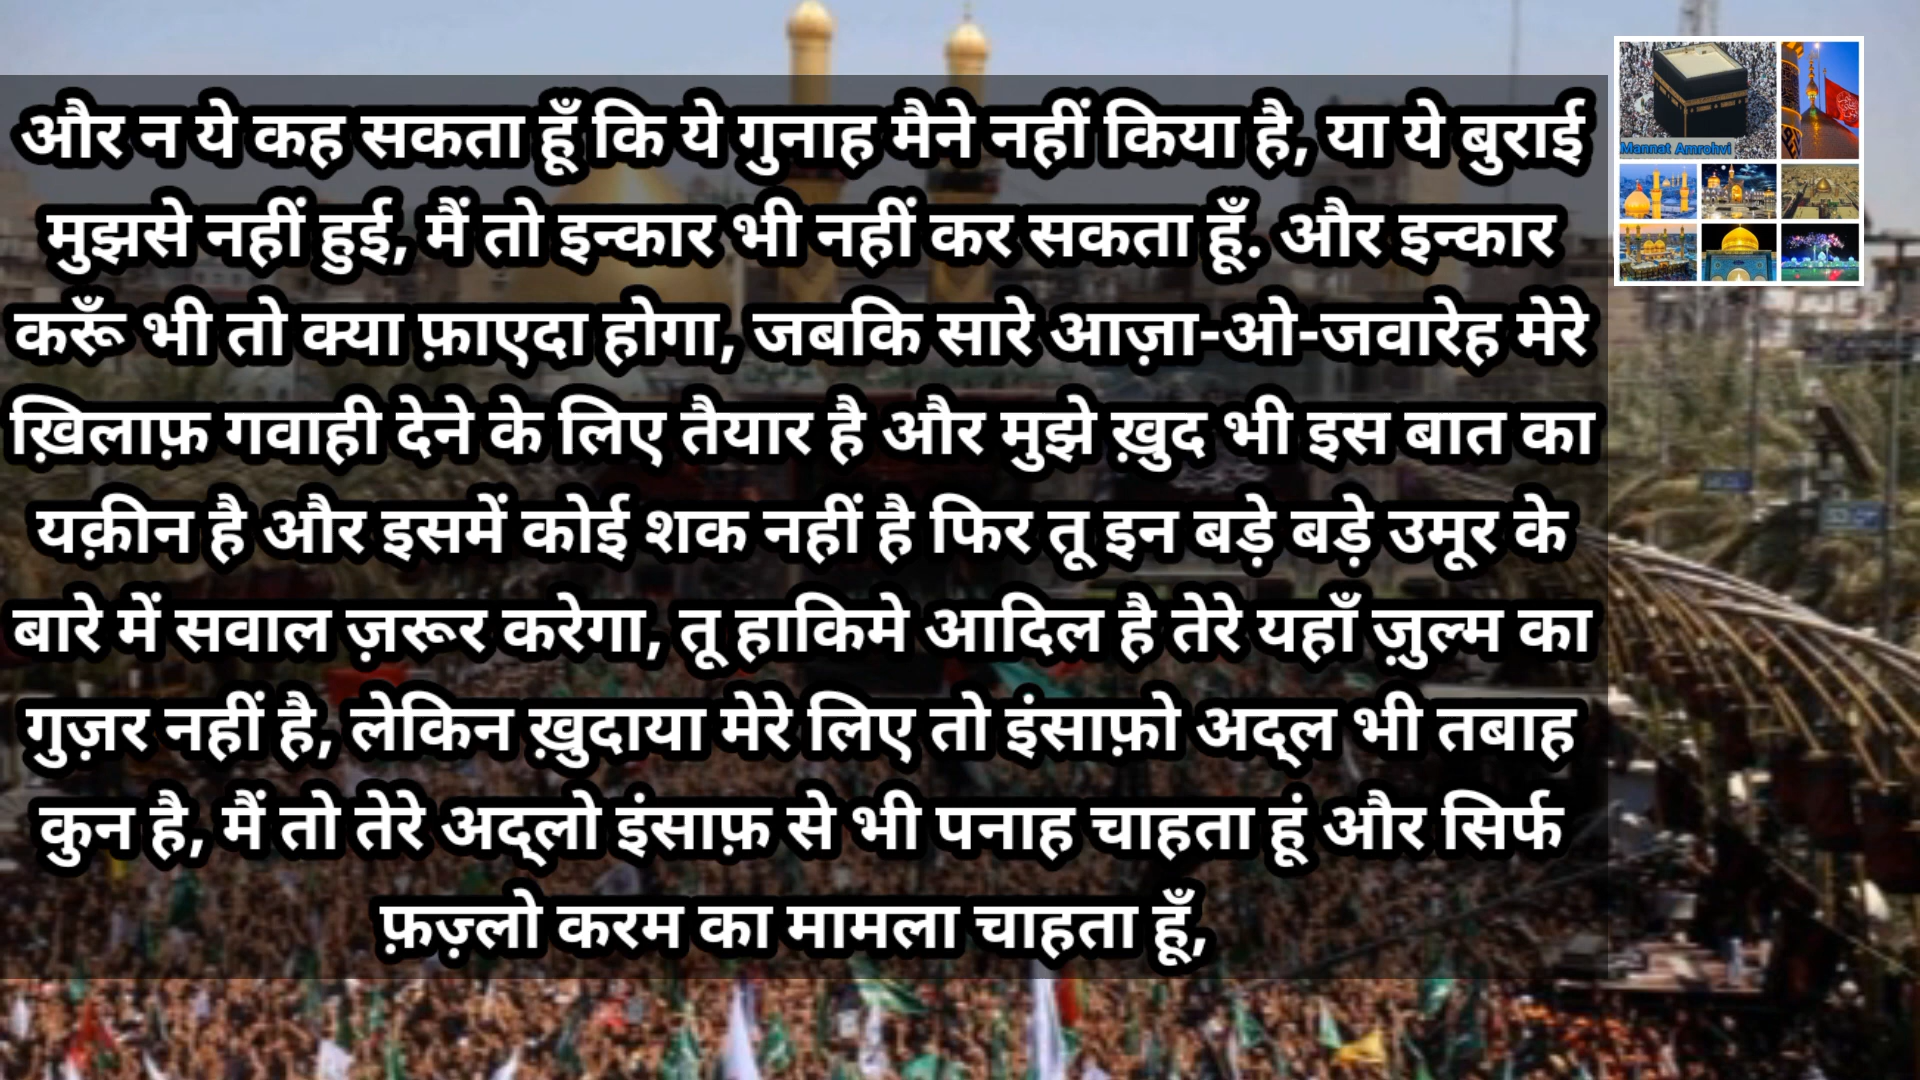 और न ये कह सकता हूँ कि ये गुनाह मैने नहीं किया है, या ये बुराई
मुझसे नहीं हुई, मैं तो इन्कार भी नहीं कर सकता हूँ. और इन्कार
करूँ भी तो क्या फ़ाएदा होगा, जबकि सारे आज़ा-ओ-जवारेह मेरे
ख़िलाफ़ गवाही देने के लिए तैयार है और मुझे ख़ुद भी इस बात का
यक़ीन है और इसमें कोई शक नहीं है फिर तू इन बड़े बड़े उमूर के
बारे में सवाल ज़रूर करेगा, तू हाकिमे आदिल है तेरे यहाँ ज़ुल्म का
गुज़र नहीं है, लेकिन ख़ुदाया मेरे लिए तो इंसाफ़ो अद्ल भी तबाह
कुन है, मैं तो तेरे अद्लो इंसाफ़ से भी पनाह चाहता हूं और सिर्फ
फ़ज़्लो करम का मामला चाहता हूँ,
Mannat Amrohvi